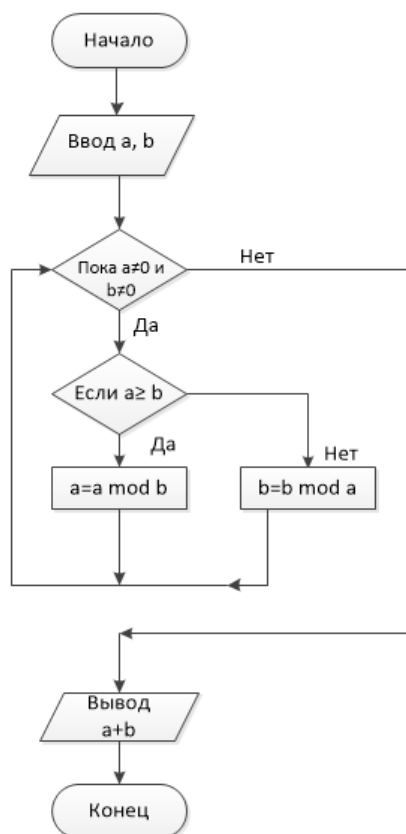 Начало
Ввод a, b
Пока a≠0 и
b≠0
Нет
Да
Если a≥ b
Да
Нет
a=a mod b
b=b mod a
Вывод
a+b
Конец